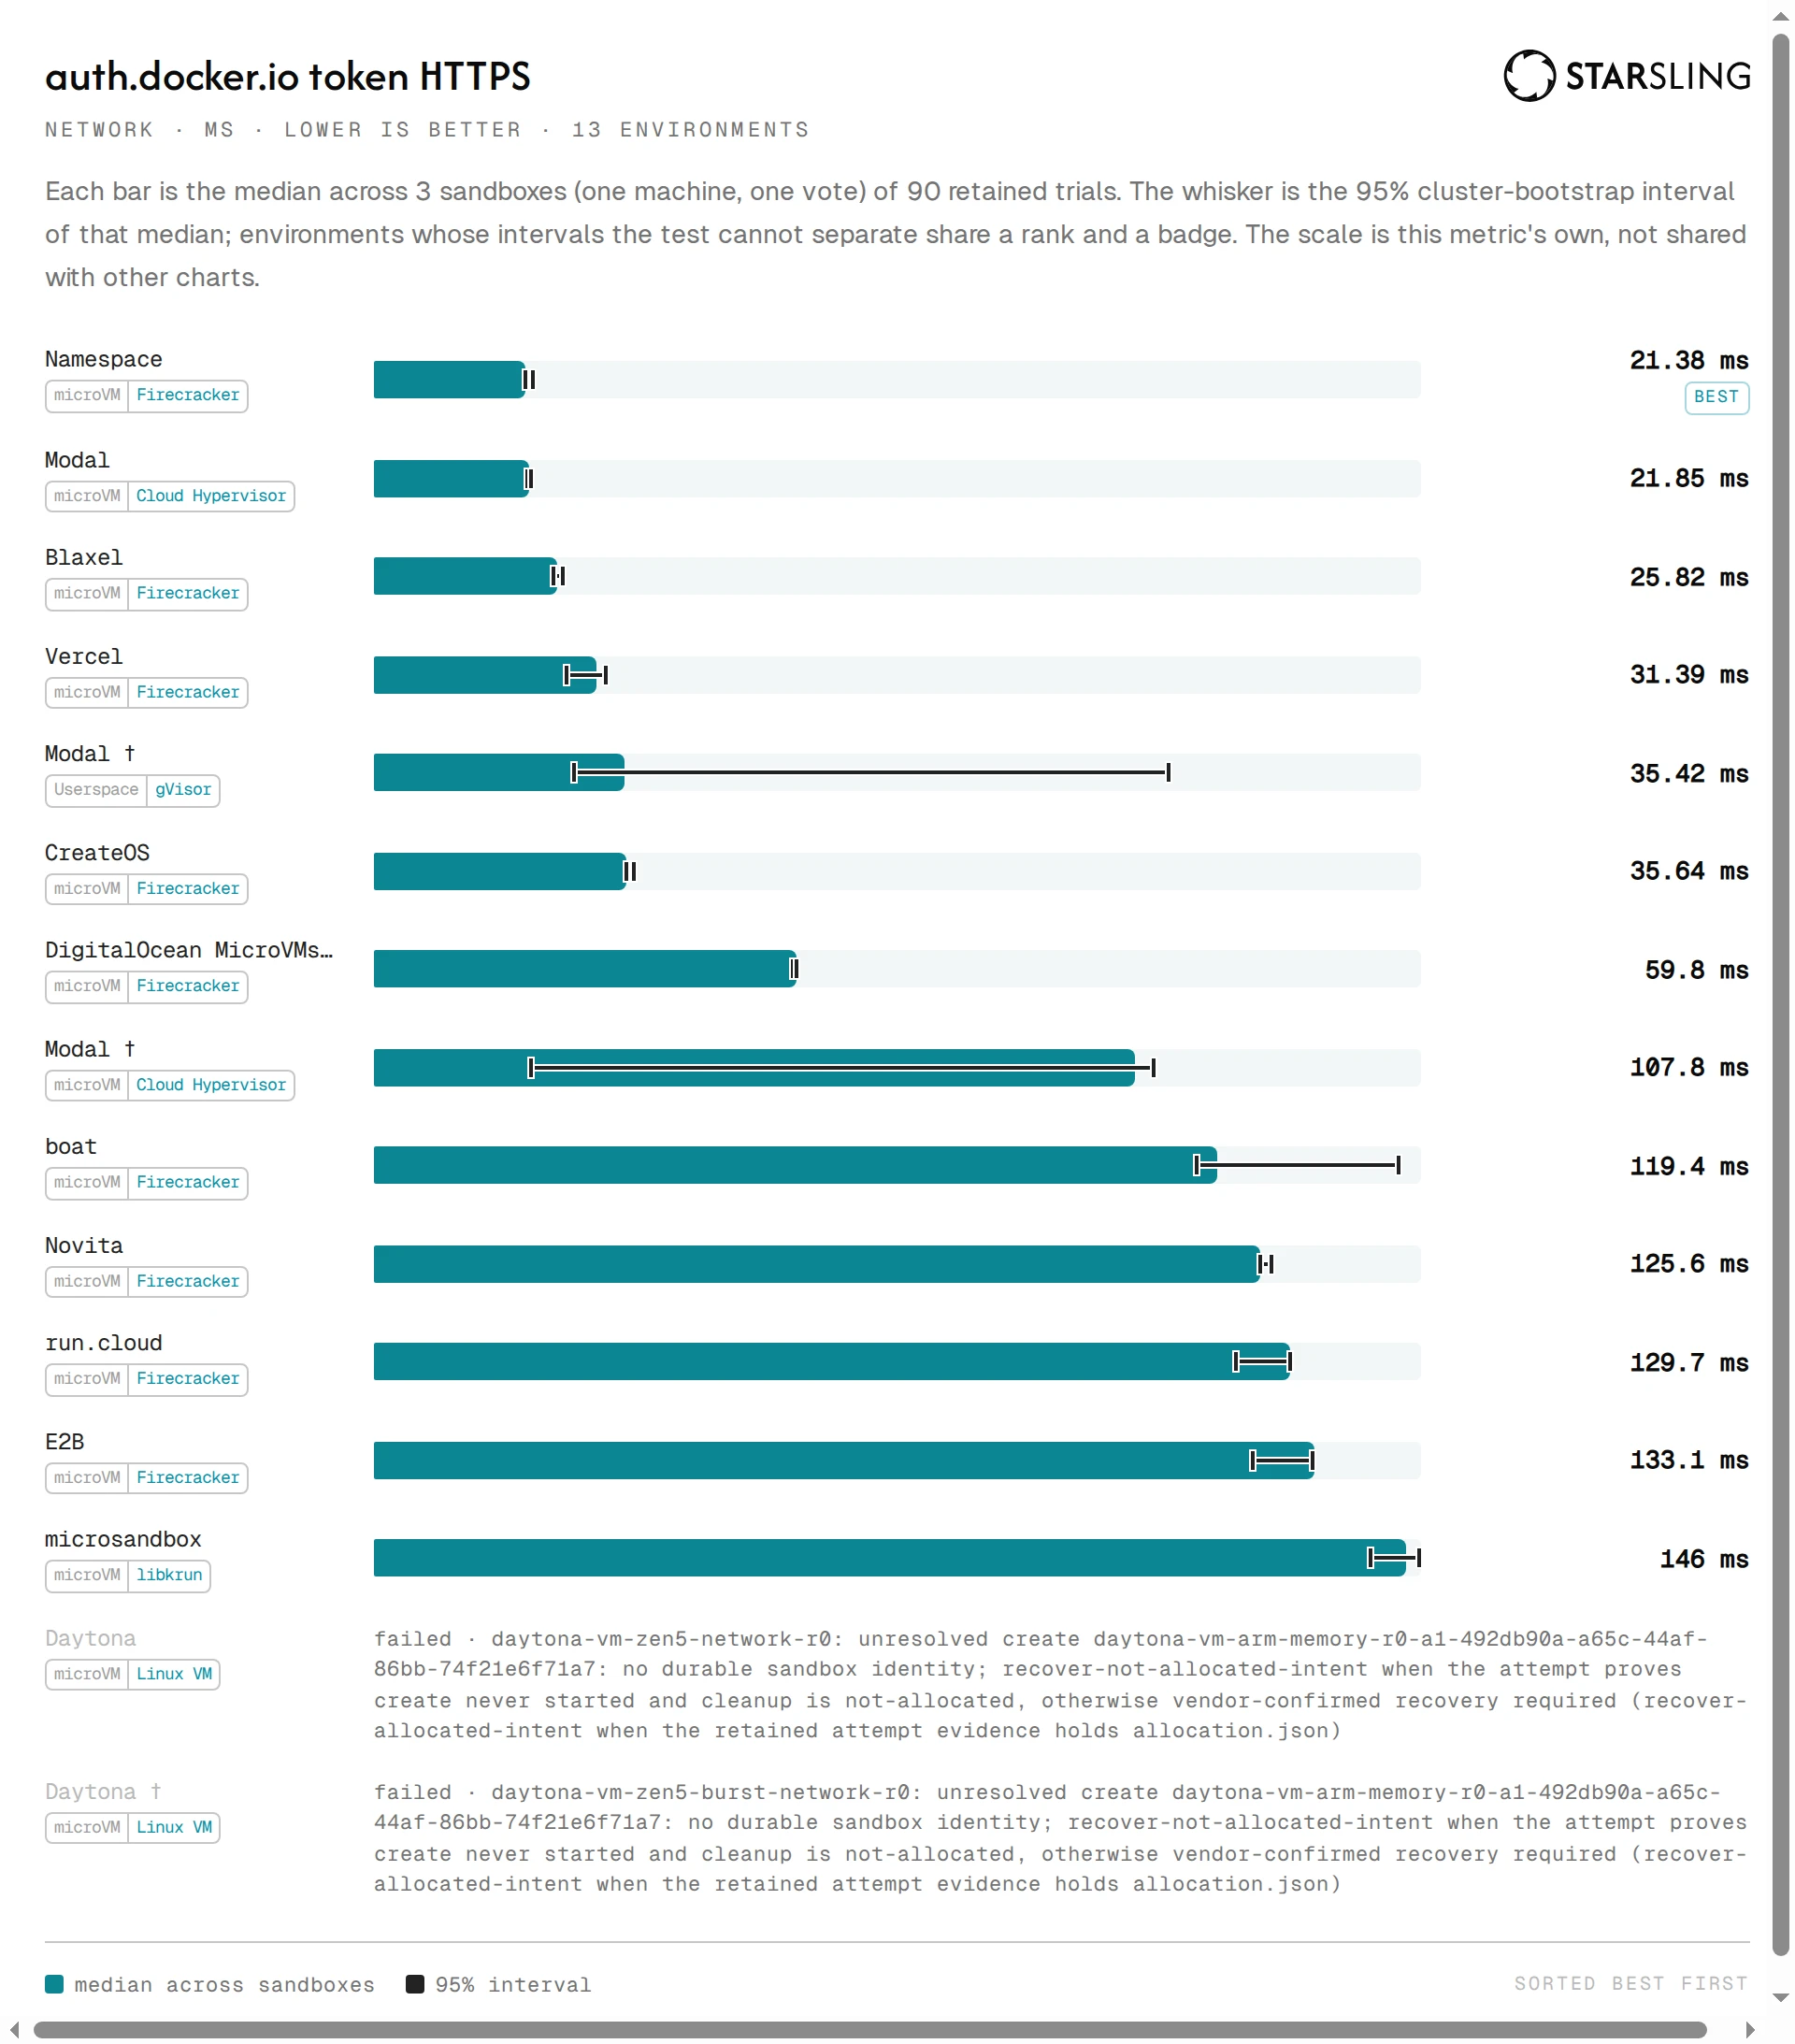 auth.docker.io token HTTPS
STARSLING
NETWORK · MS · LOWER IS BETTER · 13 ENVIRONMENTS
Each bar is the median across 3 sandboxes (one machine, one vote) of 90 retained trials. The whisker is the 95% cluster-bootstrap interval
of that median; environments whose intervals the test cannot separate share a rank and a badge. The scale is this metric's own, not shared
with other charts.
Namespace
microVM Firecracker
21.38 ms
BEST
Modal
microVM Cloud Hypervisor
21.85 ms
Blaxel
microVM Firecracker
25.82 ms
Vercel
microVM Firecracker
31.39 ms
Modal †
Userspace gVisor
35.42 ms
CreateOS
microVM Firecracker
35.64 ms
DigitalOcean MicroVMs…
microVM Firecracker
59.8 ms
Modal †
microVM Cloud Hypervisor
107.8 ms
boat
microVM Firecracker
119.4 ms
Novita
microVM Firecracker
125.6 ms
run.cloud
microVM Firecracker
129.7 ms
E2B
microVM Firecracker
133.1 ms
microsandbox
microVM libkrun
146 ms
Daytona
microVM Linux VM
failed · daytona-vm-zen5-network-r0: unresolved create daytona-vm-arm-memory-r0-a1-492db90a-a65c-44af-
86bb-74f21e6f71a7: no durable sandbox identity; recover-not-allocated-intent when the attempt proves
create never started and cleanup is not-allocated, otherwise vendor-confirmed recovery required (recover-
allocated-intent when the retained attempt evidence holds allocation.json)
Daytona †
microVM Linux VM
failed · daytona-vm-zen5-burst-network-r0: unresolved create daytona-vm-arm-memory-r0-a1-492db90a-a65c-
44af-86bb-74f21e6f71a7: no durable sandbox identity; recover-not-allocated-intent when the attempt proves
create never started and cleanup is not-allocated, otherwise vendor-confirmed recovery required (recover-
allocated-intent when the retained attempt evidence holds allocation.json)
median across sandboxes
95% interval
SORTED BEST FIRST